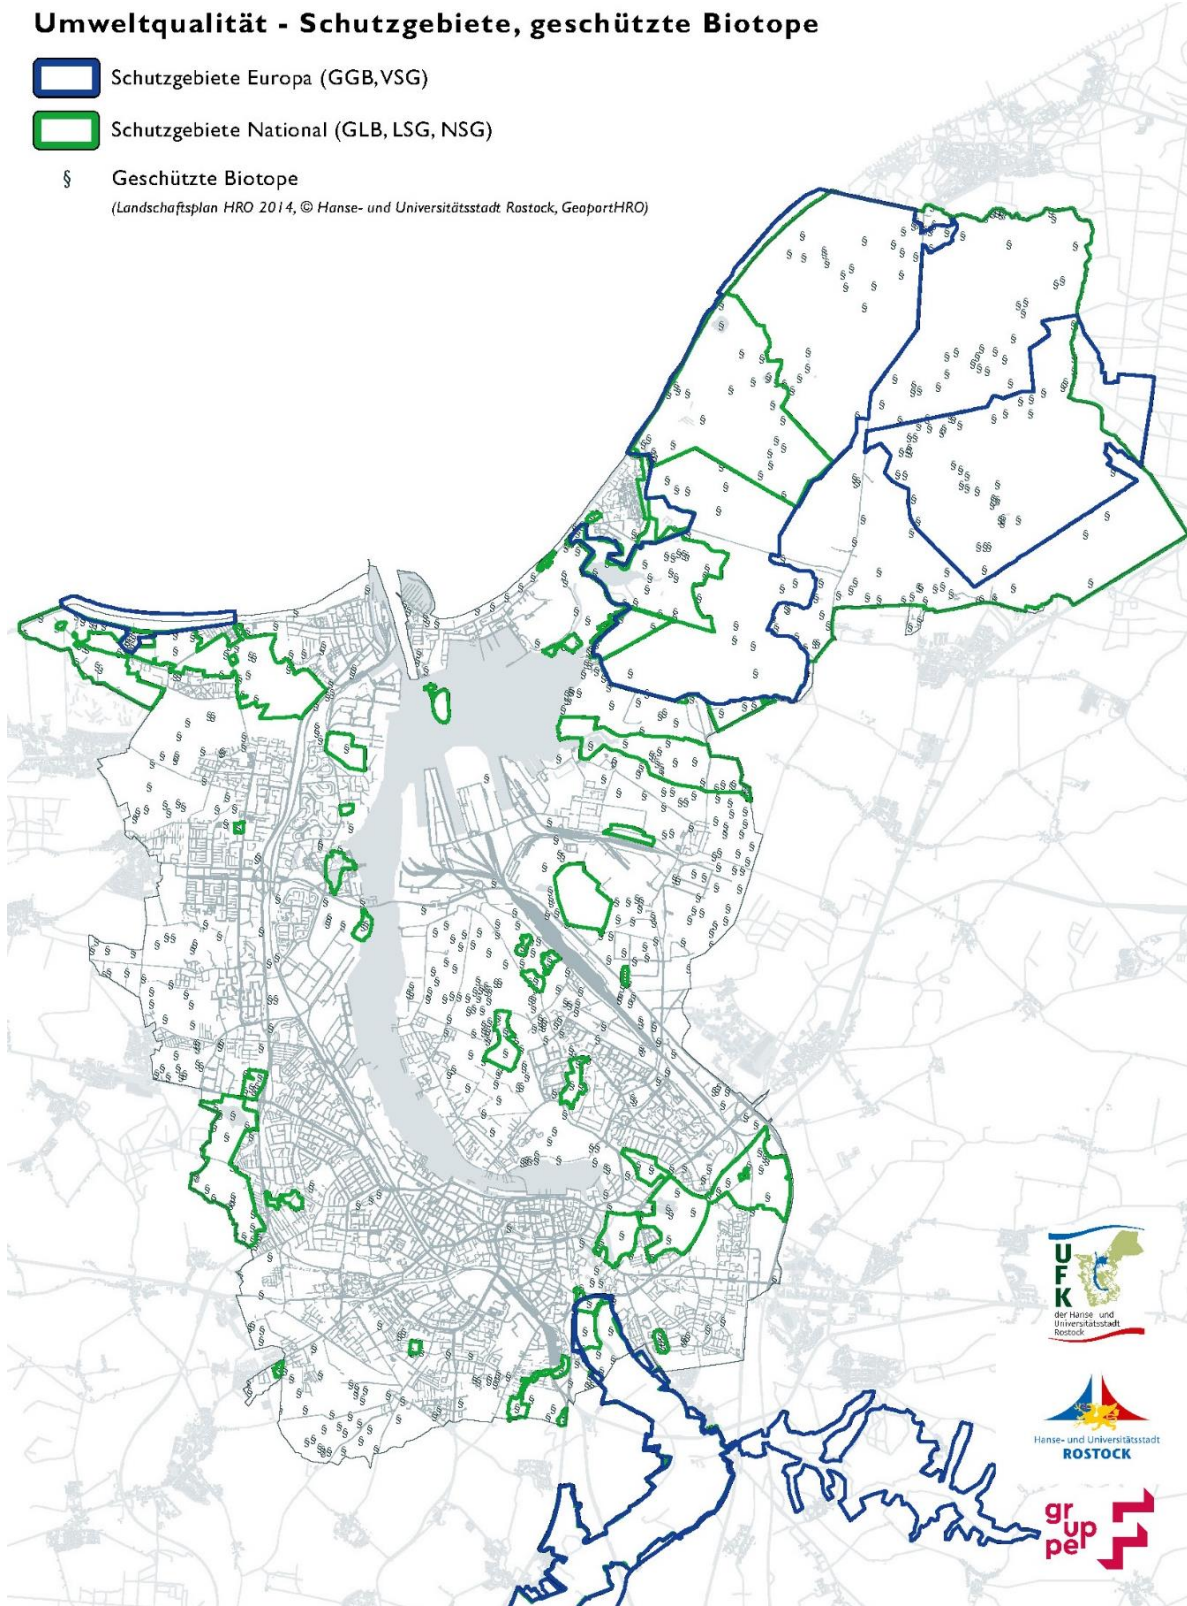 Umweltqualität - Schutzgebiete, geschützte Biotope
Schutzgebiete Europa (GGB, VSG)
Schutzgebiete National (GLB, LSG, NSG)
§ Geschützte Biotope
(Landschaftsplan HRO 2014, © Hanse- und Universitätsstadt Rostock, GeoportHRO)
UFK
der Hanse und
Universitätsstadt
Rostock
Hanse- und Universitätsstadt
ROSTOCK
gr
up
pe